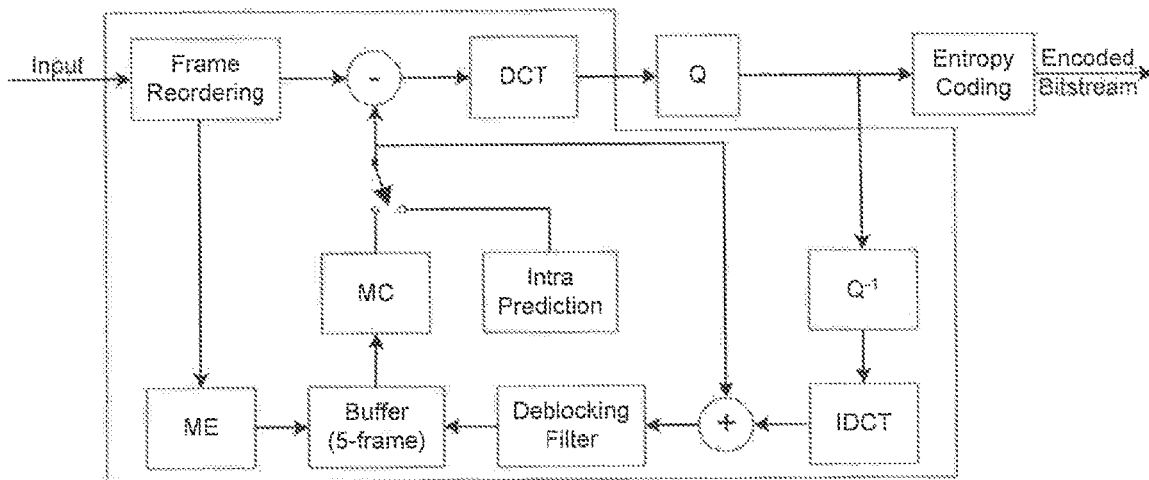 Input
Frame
Reordering
-
DCT
Q
Entropy
Coding
Encoded
Bitstream
MC
Intra
Prediction
Q⁻¹
ME
Buffer
(5-frame)
Deblocking
Filter
+
IDCT